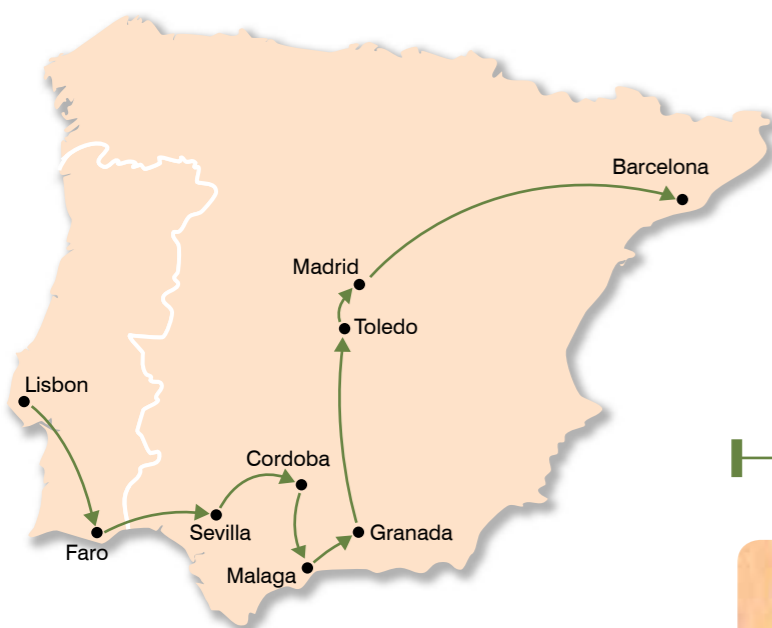 Barcelona
Madrid
Toledo
Lisbon
Cordoba
Sevilla
Granada
Faro
Malaga